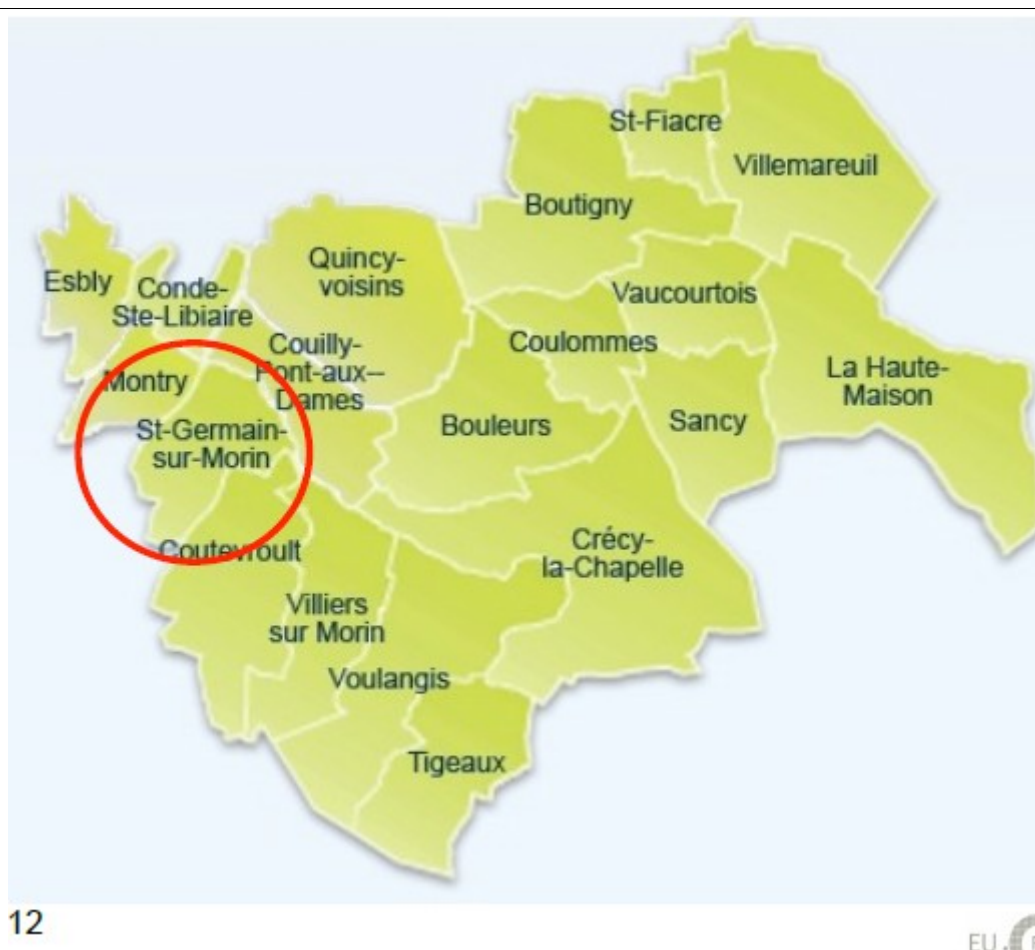 St-Fiacre
Villemareuil
Boutigny
Quincy-
voisins
Esbly
Conde-
Ste-Libiaire
Vaucourtois
Coulommes
Couilly-
Pont-aux--
Dames
La Haute-
Maison
Montry
St-Germain-
sur-Morin
Bouleurs
Sancy
Coutevroult
Crécy-
la-Chapelle
Villiers
sur Morin
Voulangis
Tigeaux
12
EU